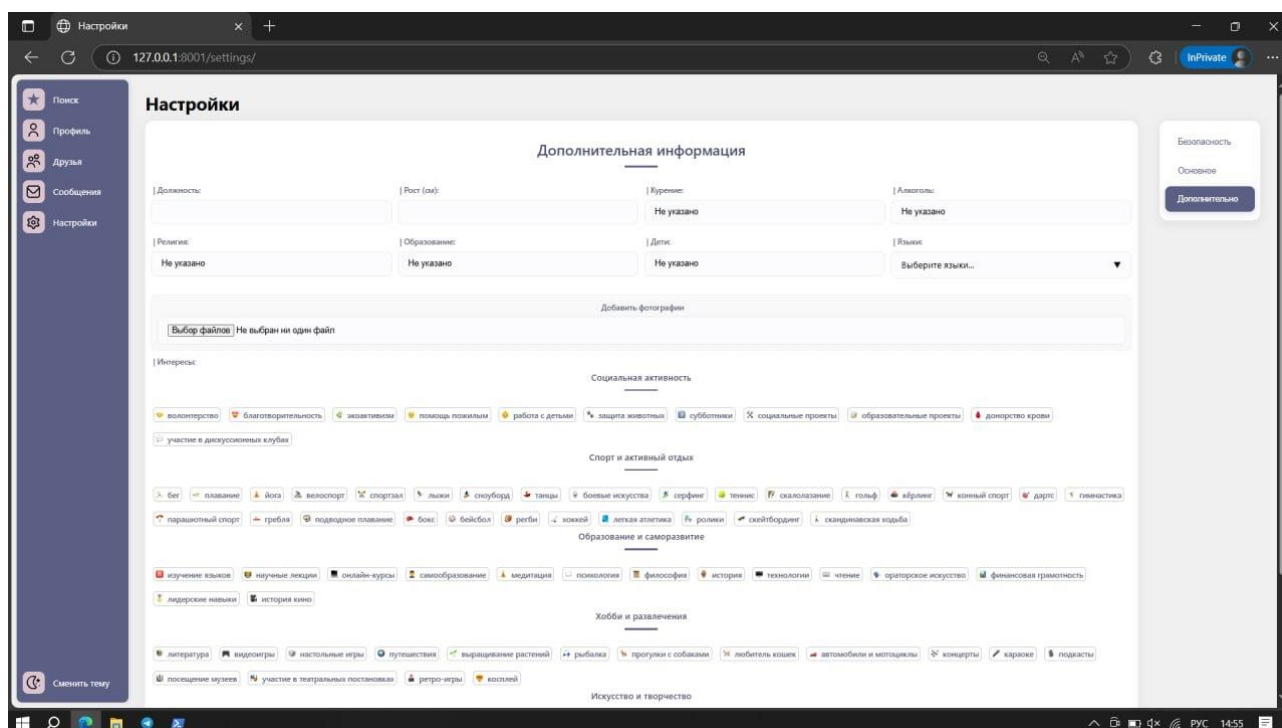 Настройки
127.0.0.1:8001/settings/
InPrivate
Поиск
Профиль
Друзья
Сообщения
Настройки
Сменить тему
Настройки
Дополнительная информация
| Должность: | Рост (см): | Курение: | Алкоголь:
Не указано Не указано
| Религия: | Образование: | Дети: | Языки:
Не указано Не указано Не указано Выберите языки...
Добавить фотографии
Выбор файлов Не выбран ни один файл
| Интересы:
Социальная активность
волонтерство благотворительность экоактивизм помощь пожилым работа с детьми защита животных субботники социальные проекты образовательные проекты донорство крови
участие в дискуссионных клубах
Спорт и активный отдых
бег плавание йога велоспорт спортзал лыжи сноуборд танцы боевые искусства серфинг теннис скалолазание гольф кёрлинг конный спорт дартс гимнастика
парашютный спорт гребля подводное плавание бокс бейсбол регби хоккей легкая атлетика ролики скейтбординг скандинавская ходьба
Образование и саморазвитие
изучение языков научные лекции онлайн-курсы самообразование медитация психология философия история технологии чтение ораторское искусство финансовая грамотность
лидерские навыки история кино
Хобби и развлечения
литература видеоигры настольные игры путешествия выращивание растений рыбалка прогулки с собаками любитель кошек автомобили и мотоциклы концерты караоке подкасты
посещение музеев участие в театральных постановках ретро-игры косплей
Искусство и творчество
Безопасность
Основное
Дополнительно
РУС 14:55